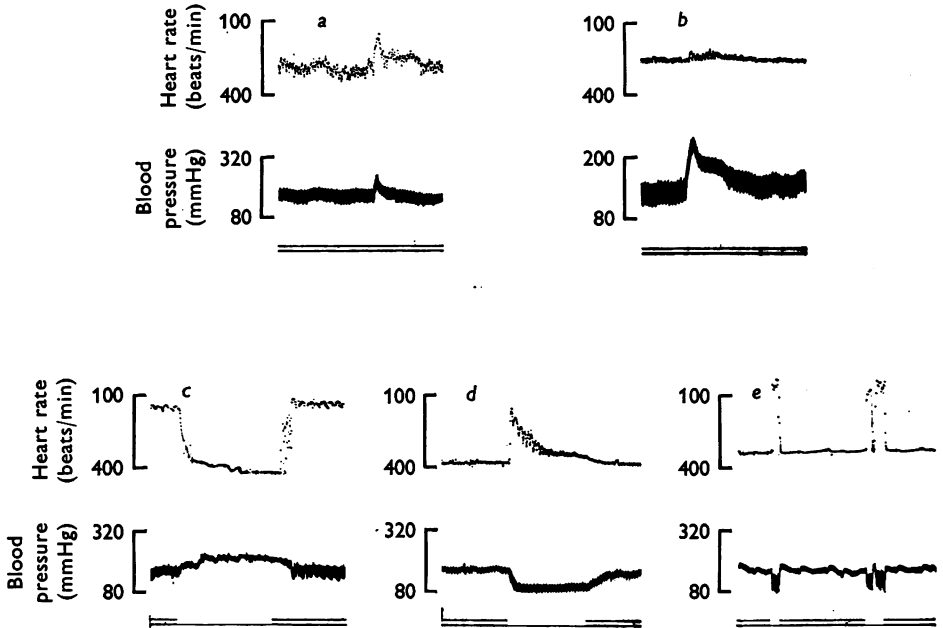 a
b
Heart rate
(beats/min)
100
400
100
400
Blood
pressure
(mmHg)
320
80
200
80
c
d
e
Heart rate
(beats/min)
100
400
100
400
100
400
Blood
pressure
(mmHg)
320
80
320
80
320
80